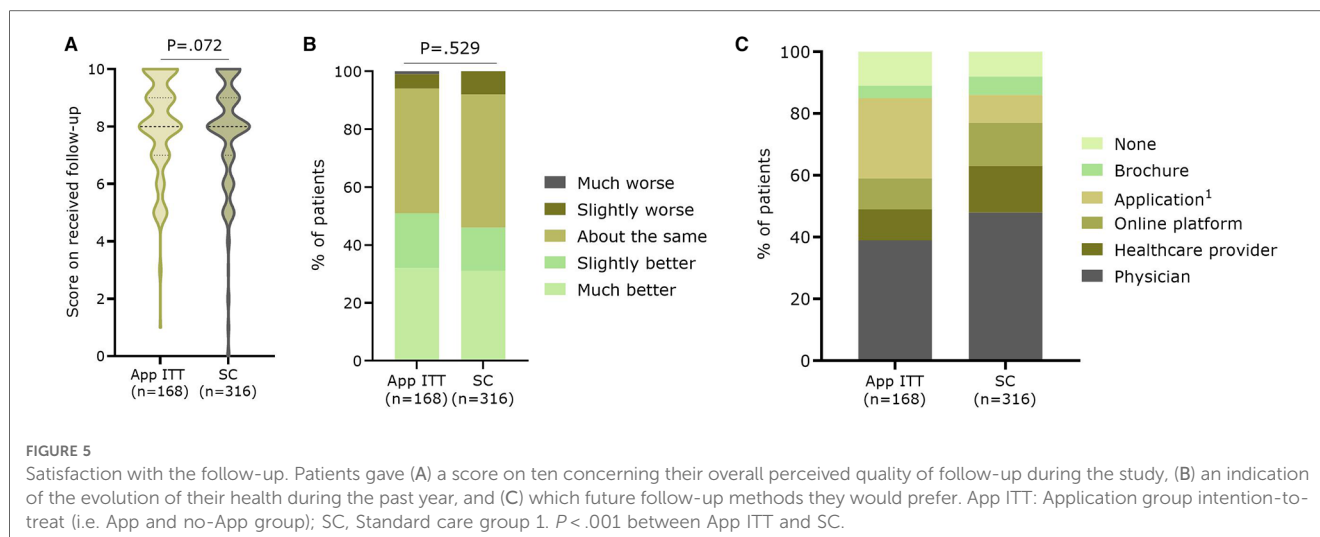 A
P=.072
Score on received follow-up
10
8
6
4
2
0
App ITT
(n=168)
SC
(n=316)
B
P=.529
% of patients
100
80
60
40
20
0
App ITT
(n=168)
SC
(n=316)
Much worse
Slightly worse
About the same
Slightly better
Much better
C
% of patients
100
80
60
40
20
0
App ITT
(n=168)
SC
(n=316)
None
Brochure
Application¹
Online platform
Healthcare provider
Physician
FIGURE 5
Satisfaction with the follow-up. Patients gave (A) a score on ten concerning their overall perceived quality of follow-up during the study, (B) an indication
of the evolution of their health during the past year, and (C) which future follow-up methods they would prefer. App ITT: Application group intention-to-
treat (i.e. App and no-App group); SC, Standard care group 1. P < .001 between App ITT and SC.